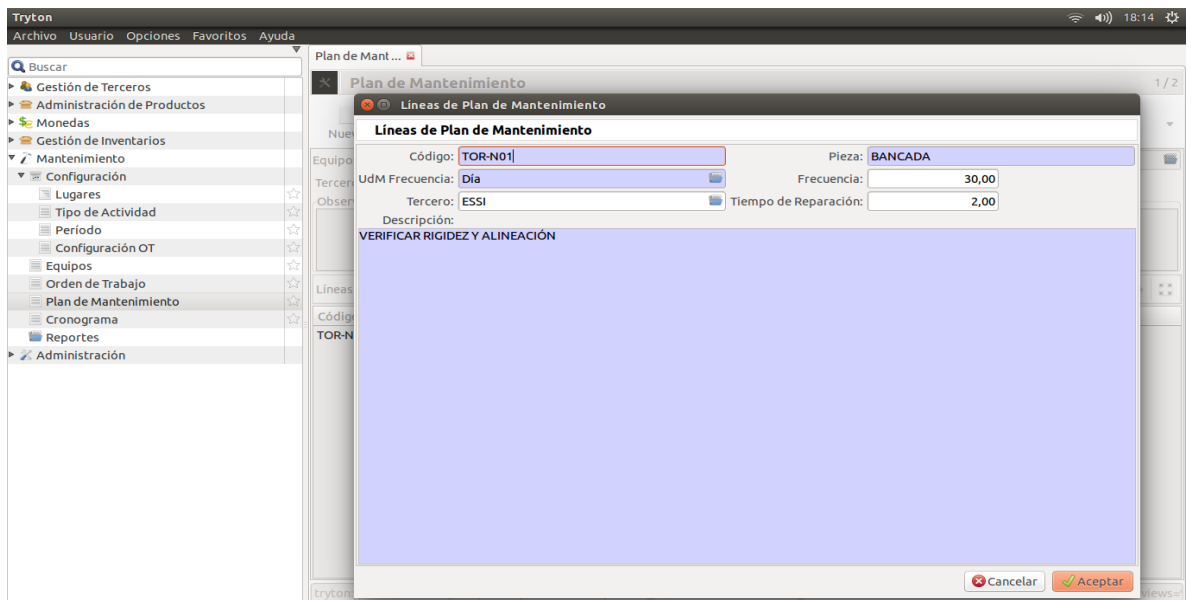 Tryton
18:14
Archivo Usuario Opciones Favoritos Ayuda
Buscar
Gestión de Terceros
Administración de Productos
Monedas
Gestión de Inventarios
Mantenimiento
Configuración
Lugares
Tipo de Actividad
Período
Configuración OT
Equipos
Orden de Trabajo
Plan de Mantenimiento
Cronograma
Reportes
Administración
Plan de Mant...
Plan de Mantenimiento 1/2
Líneas de Plan de Mantenimiento
Líneas de Plan de Mantenimiento
Código: TOR-N01 Pieza: BANCADA
UdM Frecuencia: Día Frecuencia: 30,00
Tercero: ESSI Tiempo de Reparación: 2,00
Descripción:
VERIFICAR RIGIDEZ Y ALINEACIÓN
Líneas
TOR-N
Cancelar Aceptar
tryton